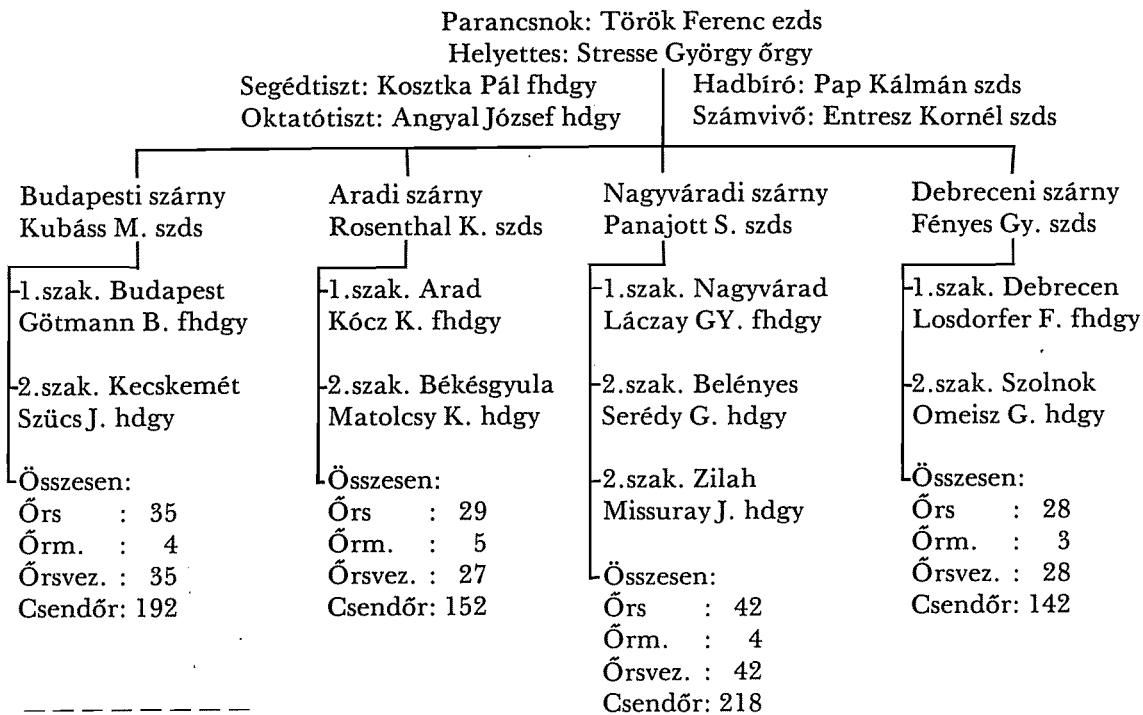 Parancsnok: Török Ferenc ezds
Helyettes: Stresse György őrgy
Segédtiszt: Kosztka Pál fhdgy
Oktatótiszt: Angyal József hdgy
Hadbíró: Pap Kálmán szds
Számvivő: Entresz Kornél szds
Budapesti szárny
Kubáss M. szds
1.szak. Budapest
Götmann B. fhdgy
2.szak. Kecskemét
Szücs J. hdgy
Összesen:
Őrs : 35
Őrm. : 4
Őrsvez. : 35
Csendőr: 192
Aradi szárny
Rosenthal K. szds
1.szak. Arad
Kócz K. fhdgy
2.szak. Békésgyula
Matolcsy K. hdgy
Összesen:
Őrs : 29
Őrm. : 5
Őrsvez. : 27
Csendőr: 152
Nagyváradi szárny
Panajott S. szds
1.szak. Nagyvárad
Láczay GY. fhdgy
2.szak. Belényes
Serédy G. hdgy
2.szak. Zilah
Missuray J. hdgy
Összesen:
Őrs : 42
Őrm. : 4
Őrsvez. : 42
Csendőr: 218
Debreceni szárny
Fényes Gy. szds
1.szak. Debrecen
Losdorfer F. fhdgy
2.szak. Szolnok
Omeisz G. hdgy
Összesen:
Őrs : 28
Őrm. : 3
Őrsvez. : 28
Csendőr: 142